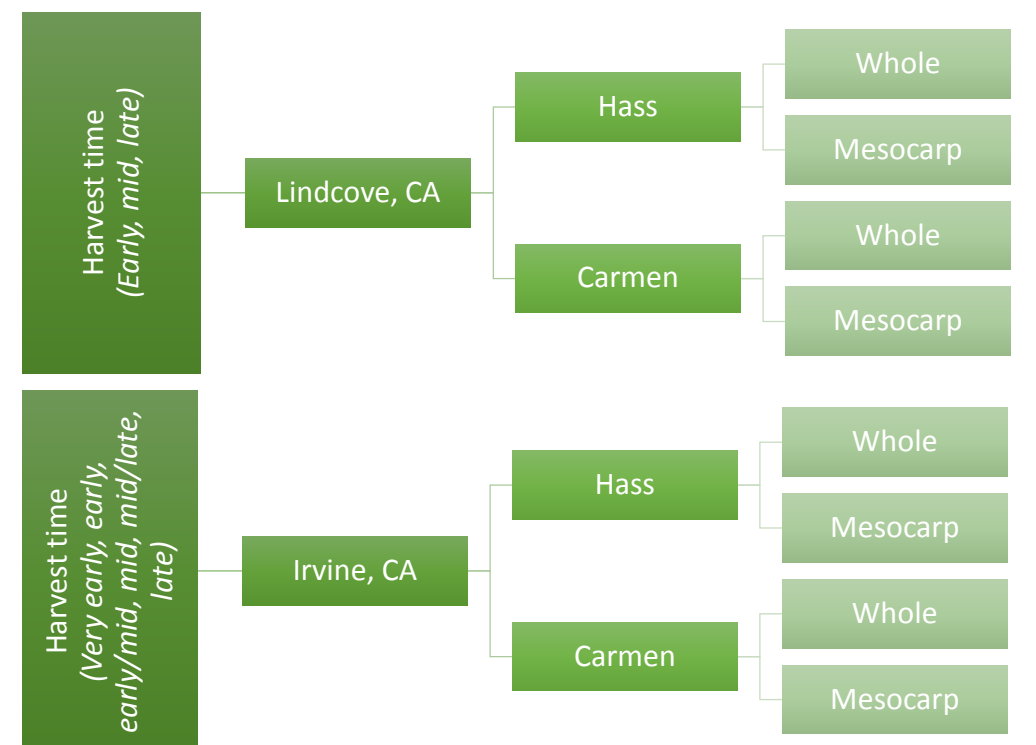 Harvest time
(Early, mid, late)
Lindcove, CA
Hass
Whole
Mesocarp
Carmen
Whole
Mesocarp
Harvest time
(Very early, early,
early/mid, mid, mid/late,
late)
Irvine, CA
Hass
Whole
Mesocarp
Carmen
Whole
Mesocarp